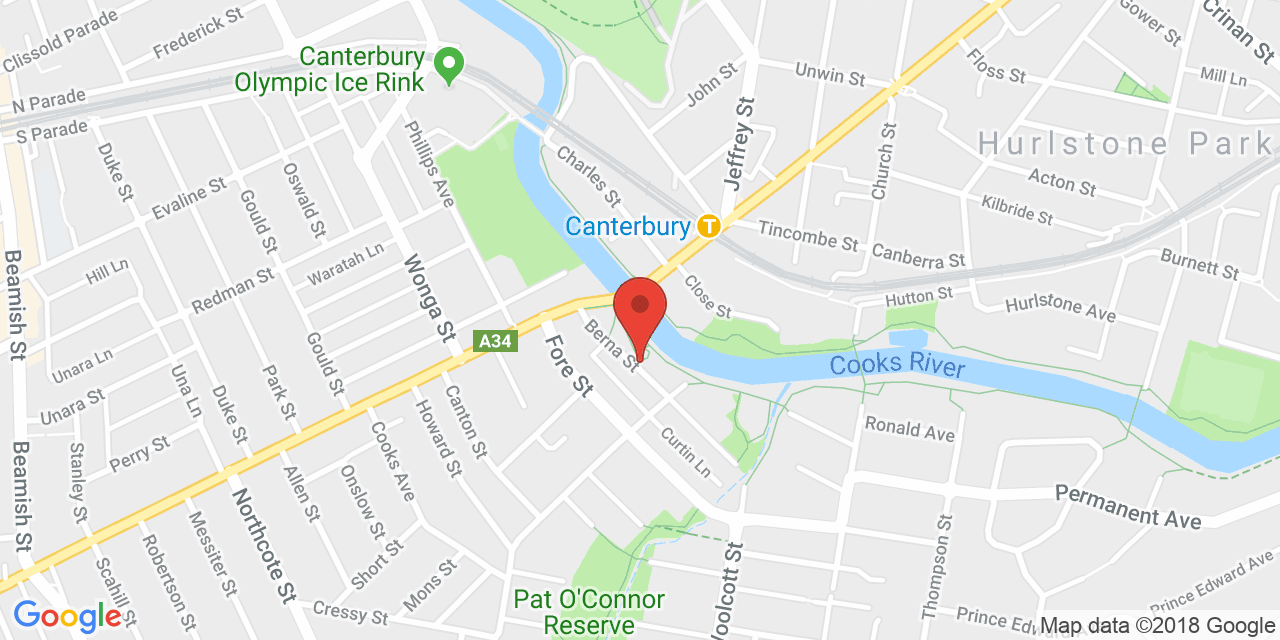 Clissold Parade
Frederick St
Canterbury
Olympic Ice Rink
N Parade
S Parade
Duke St
Evaline St
Oswald St
Gould St
Phillips Ave
Charles St
John St
Jeffrey St
Unwin St
Floss St
Gower St
Crinan St
Mill Ln
Hurlstone Park
Church St
Acton St
Kilbride St
Canterbury
T
Tincombe St
Canberra St
Burnett St
Hutton St
Hurlstone Ave
Close St
Beamish St
Hill Ln
Redman St
Waratah Ln
Wonga St
A34
Berna St
Fore St
Cooks River
Unara Ln
Unara St
Una Ln
Gould St
Park St
Duke St
Perry St
Stanley St
Beamish St
Canton St
Howard St
Cooks Ave
Onslow St
Allen St
Curtin Ln
Ronald Ave
Permanent Ave
Northcote St
Messiter St
Robertson St
Scahill St
Short St
Mons St
Cressy St
Pat O'Connor
Reserve
Woolcott St
Thompson St
Prince Edward Ave
Prince Edward A
Google
Map data ©2018 Google